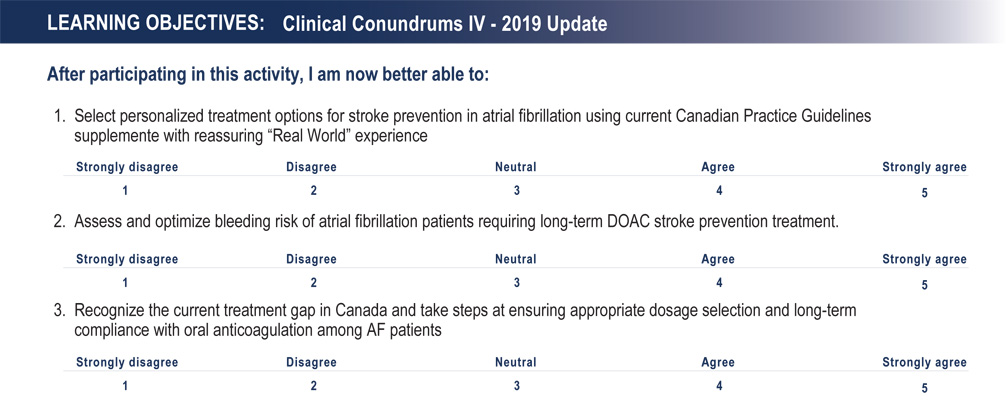 LEARNING OBJECTIVES: Clinical Conundrums IV - 2019 Update
After participating in this activity, I am now better able to:
1. Select personalized treatment options for stroke prevention in atrial fibrillation using current Canadian Practice Guidelines
supplemente with reassuring “Real World” experience
Strongly disagree Disagree Neutral Agree Strongly agree
1 2 3 4 5
2. Assess and optimize bleeding risk of atrial fibrillation patients requiring long-term DOAC stroke prevention treatment.
Strongly disagree Disagree Neutral Agree Strongly agree
1 2 3 4 5
3. Recognize the current treatment gap in Canada and take steps at ensuring appropriate dosage selection and long-term
compliance with oral anticoagulation among AF patients
Strongly disagree Disagree Neutral Agree Strongly agree
1 2 3 4 5